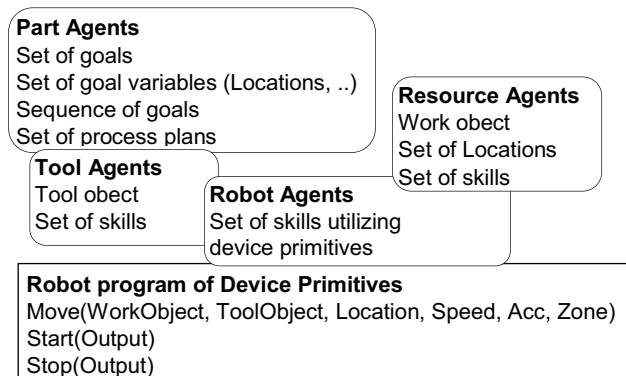 Part Agents
Set of goals
Set of goal variables (Locations, ..)
Sequence of goals
Set of process plans
Resource Agents
Work obect
Set of Locations
Set of skills
Tool Agents
Tool obect
Set of skills
Robot Agents
Set of skills utilizing
device primitives
Robot program of Device Primitives
Move(WorkObject, ToolObject, Location, Speed, Acc, Zone)
Start(Output)
Stop(Output)